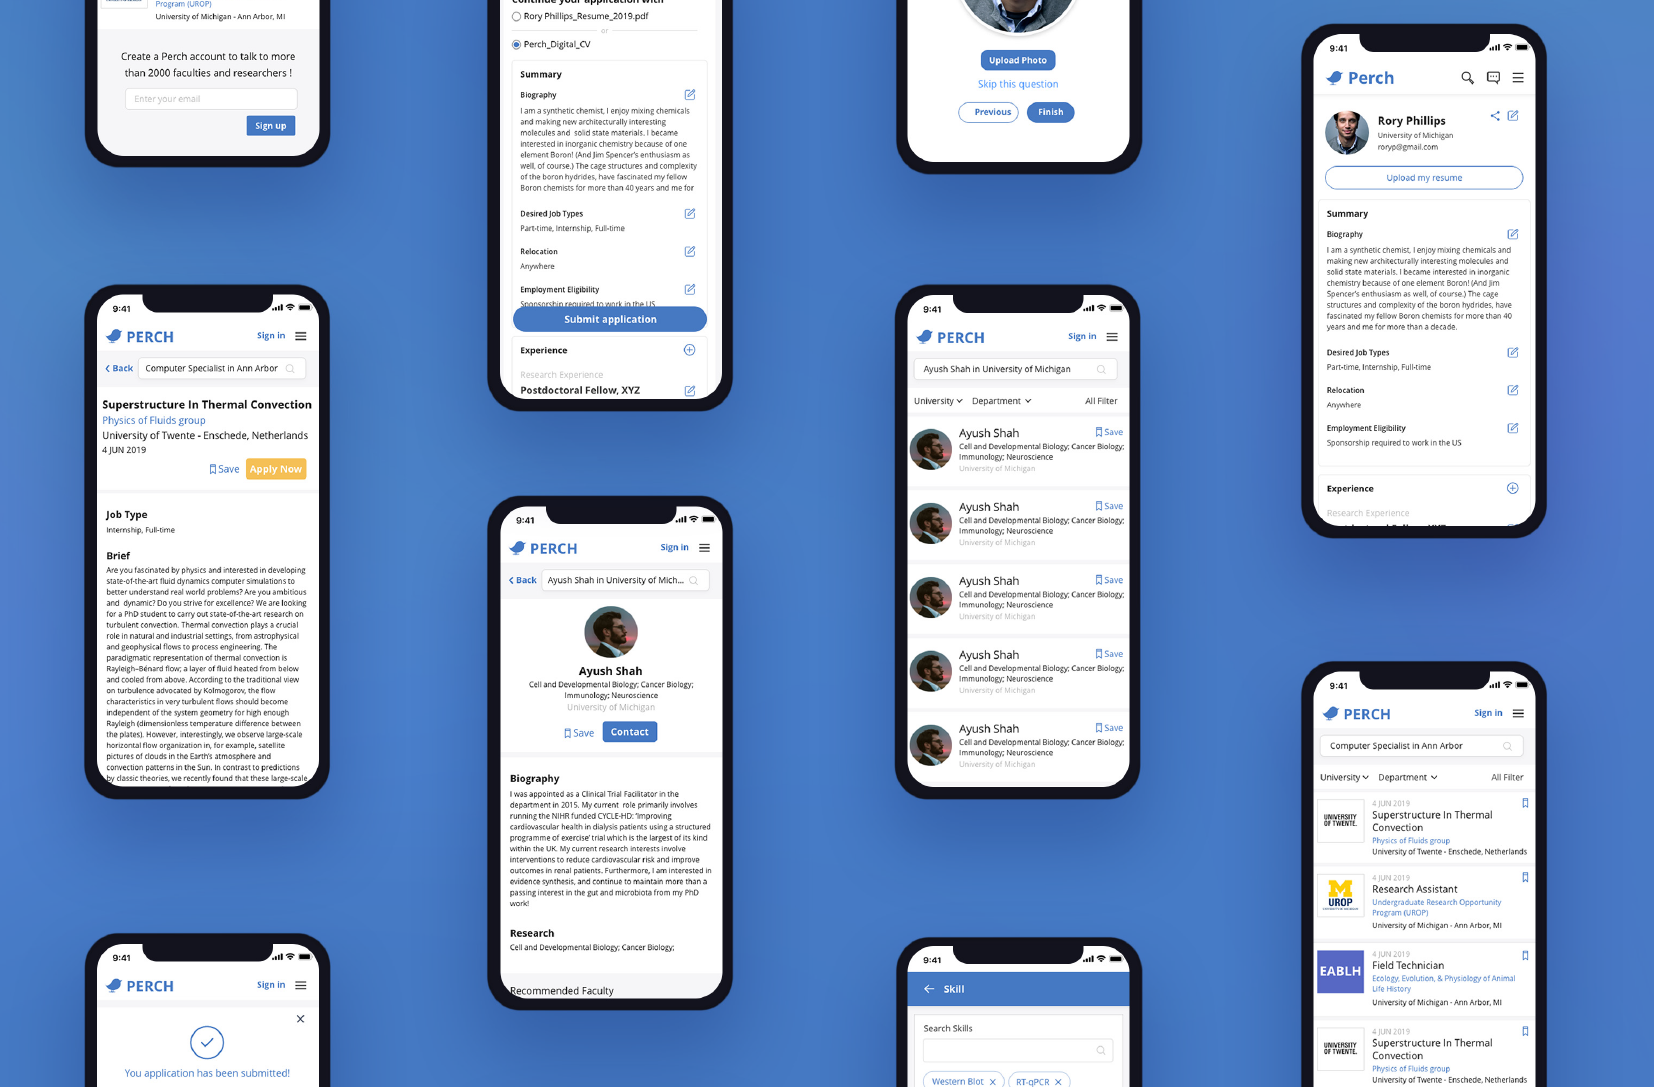 Program (UROP)
University of Michigan - Ann Arbor, MI
Create a Perch account to talk to more
than 2000 faculties and researchers !
Enter your email
Sign up
9:41
PERCH
Sign in
Back
Computer Specialist in Ann Arbor
Superstructure In Thermal Convection
Physics of Fluids group
University of Twente - Enschede, Netherlands
4 JUN 2019
Save
Apply Now
Job Type
Internship, Full-time
Brief
Are you fascinated by physics and interested in developing
state-of-the-art fluid dynamics computer simulations to
better understand real world problems? Are you ambitious
and dynamic? Do you strive for excellence? We are looking
for a PhD student to carry out state-of-the-art research on
turbulent convection. Thermal convection plays a crucial
role in natural and industrial settings, from astrophysical
and geophysical flows to process engineering. The
paradigmatic representation of thermal convection is
Rayleigh–Bénard flow; a layer of fluid heated from below
and cooled from above. According to the traditional view
on turbulence advocated by Kolmogorov, the flow
characteristics in very turbulent flows should become
independent of the system geometry for high enough
Rayleigh (dimensionless temperature difference between
the plates). However, interestingly, we observe large-scale
horizontal flow organization in, for example, satellite
pictures of clouds in the Earth's atmosphere and
convection patterns in the Sun. In contrast to predictions
by classic theories, we recently found that these large-scale
9:41
PERCH
Sign in
You application has been submitted!
Continue your application with
Rory Phillips_Resume_2019.pdf
or
Perch_Digital_CV
Summary
Biography
I am a synthetic chemist, I enjoy mixing chemicals
and making new architecturally interesting
molecules and solid state materials. I became
interested in inorganic chemistry because of one
element Boron! (And Jim Spencer's enthusiasm as
well, of course.) The cage structures and complexity
of the boron hydrides, have fascinated my fellow
Boron chemists for more than 40 years and me for
Desired Job Types
Part-time, Internship, Full-time
Relocation
Anywhere
Employment Eligibility
Sponsorship required to work in the US
Submit application
Experience
Research Experience
Postdoctoral Fellow, XYZ
9:41
PERCH
Sign in
Back
Ayush Shah in University of Mich...
Ayush Shah
Cell and Developmental Biology; Cancer Biology;
Immunology; Neuroscience
University of Michigan
Save
Contact
Biography
I was appointed as a Clinical Trial Facilitator in the
department in 2015. My current role primarily involves
running the NIHR funded CYCLE-HD: 'Improving
cardiovascular health in dialysis patients using a structured
programme of exercise' trial which is the largest of its kind
within the UK. My current research interests involve
interventions to reduce cardiovascular risk and improve
outcomes in renal patients. Furthermore, I am interested in
evidence synthesis, and continue to maintain more than a
passing interest in the gut and microbiota from my PhD
work!
Research
Cell and Developmental Biology; Cancer Biology;
Recommended Faculty
Upload Photo
Skip this question
Previous
Finish
9:41
PERCH
Sign in
Ayush Shah in University of Michigan
University
Department
All Filter
Ayush Shah
Save
Cell and Developmental Biology; Cancer Biology;
Immunology; Neuroscience
University of Michigan
Ayush Shah
Save
Cell and Developmental Biology; Cancer Biology;
Immunology; Neuroscience
University of Michigan
Ayush Shah
Save
Cell and Developmental Biology; Cancer Biology;
Immunology; Neuroscience
University of Michigan
Ayush Shah
Save
Cell and Developmental Biology; Cancer Biology;
Immunology; Neuroscience
University of Michigan
Ayush Shah
Save
Cell and Developmental Biology; Cancer Biology;
Immunology; Neuroscience
University of Michigan
9:41
Skill
Search Skills
Western Blot
RT-qPCR
9:41
Perch
Rory Phillips
University of Michigan
roryp@gmail.com
Upload my resume
Summary
Biography
I am a synthetic chemist, I enjoy mixing chemicals and
making new architecturally interesting molecules and
solid state materials. I became interested in inorganic
chemistry because of one element Boron! (And Jim
Spencer's enthusiasm as well, of course.) The cage
structures and complexity of the boron hydrides, have
fascinated my fellow Boron chemists for more than 40
years and me for more than a decade.
Desired Job Types
Part-time, Internship, Full-time
Relocation
Anywhere
Employment Eligibility
Sponsorship required to work in the US
Experience
Research Experience
9:41
PERCH
Sign in
Computer Specialist in Ann Arbor
University
Department
All Filter
UNIVERSITY
OF TWENTE.
4 JUN 2019
Superstructure In Thermal
Convection
Physics of Fluids group
University of Twente - Enschede, Netherlands
M
UROP
4 JUN 2019
Research Assistant
Undergraduate Research Opportunity
Program (UROP)
University of Michigan - Ann Arbor, MI
EABLH
4 JUN 2019
Field Technician
Ecology, Evolution, & Physiology of Animal
Life History
University of Michigan - Ann Arbor, MI
UNIVERSITY
OF TWENTE.
4 JUN 2019
Superstructure In Thermal
Convection
Physics of Fluids group
University of Twente - Enschede, Netherlands